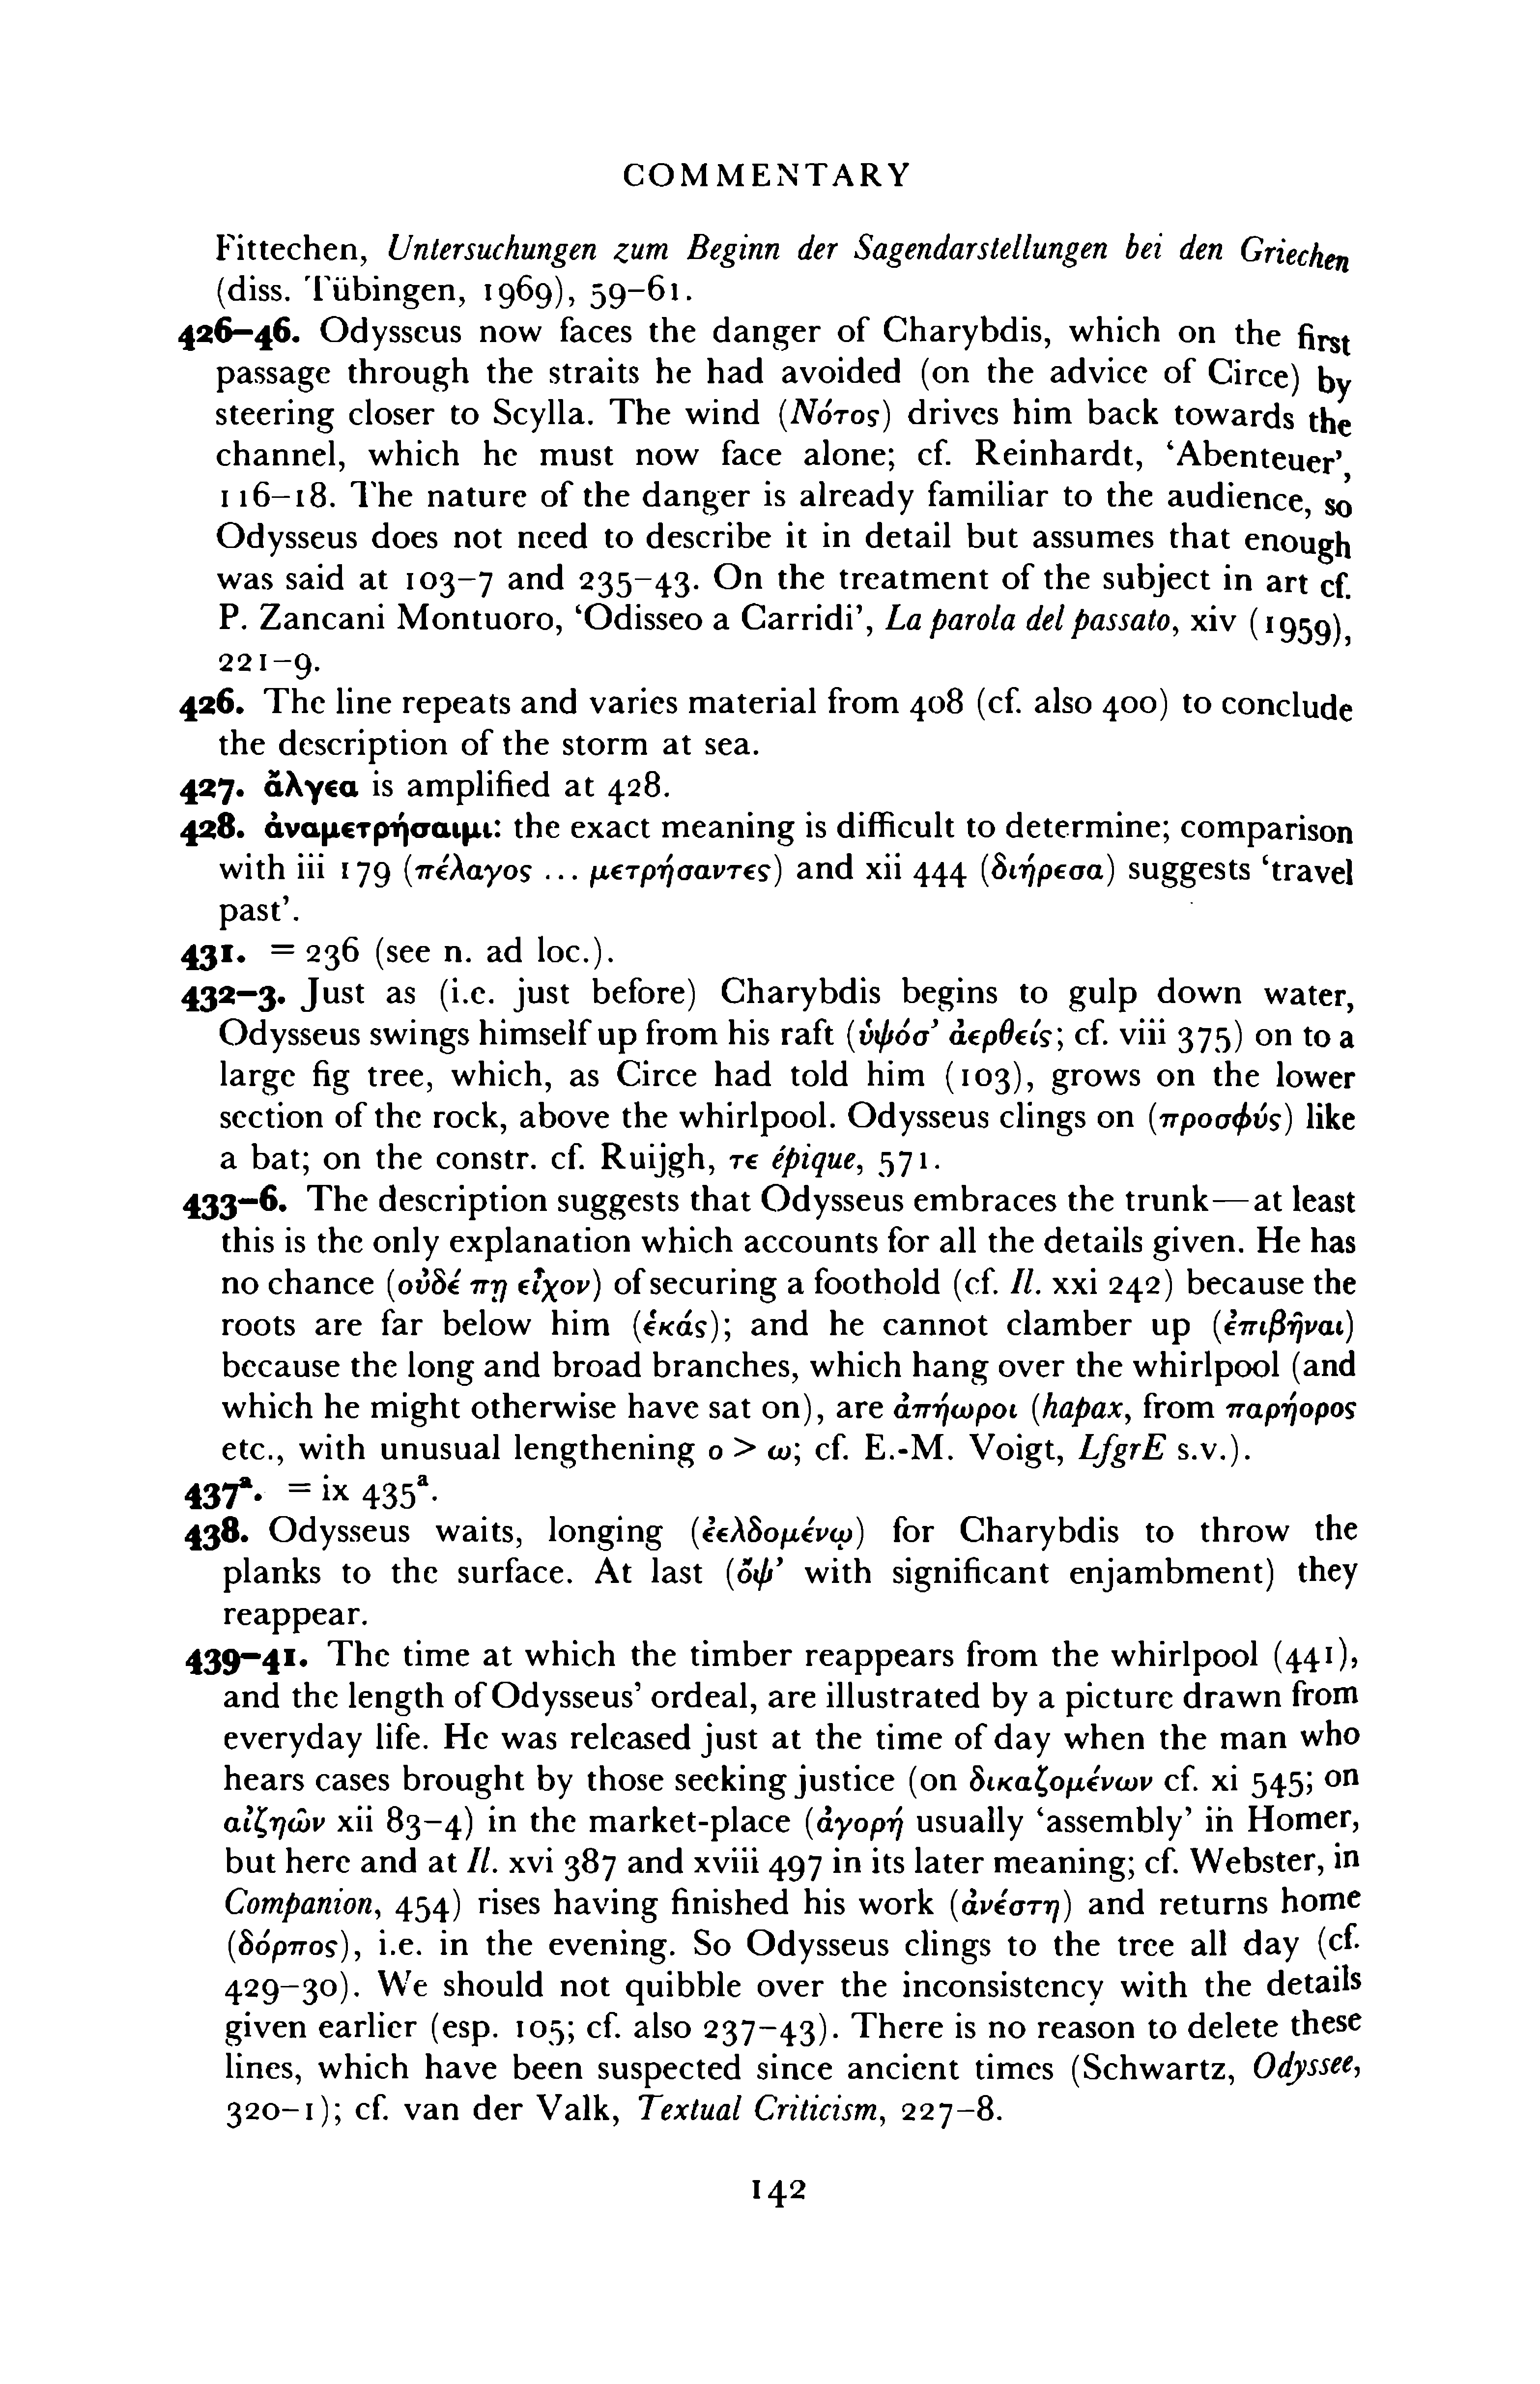 COMMENTARY
Fittechen, Untersuchungen zum Beginn der Sagendarstellungen bei den Griechen
(diss. Tübingen, 1969), 59–61.
426–46. Odysseus now faces the danger of Charybdis, which on the first
passage through the straits he had avoided (on the advice of Circe) by
steering closer to Scylla. The wind (Νότος) drives him back towards the
channel, which he must now face alone; cf. Reinhardt, ‘Abenteuer’,
116–18. The nature of the danger is already familiar to the audience, so
Odysseus does not need to describe it in detail but assumes that enough
was said at 103–7 and 235–43. On the treatment of the subject in art cf.
P. Zancani Montuoro, ‘Odisseo a Carridi’, La parola del passato, xiv (1959),
221–9.
426. The line repeats and varies material from 408 (cf. also 400) to conclude
the description of the storm at sea.
427. ἄλγεα is amplified at 428.
428. ἀναμετρήσαιμι: the exact meaning is difficult to determine; comparison
with iii 179 (πέλαγος ... μετρήσαντες) and xii 444 (διήρεσα) suggests ‘travel
past’.
431. = 236 (see n. ad loc.).
432–3. Just as (i.e. just before) Charybdis begins to gulp down water,
Odysseus swings himself up from his raft (ὑψόσ’ ἀερθείς; cf. viii 375) on to a
large fig tree, which, as Circe had told him (103), grows on the lower
section of the rock, above the whirlpool. Odysseus clings on (προσφύς) like
a bat; on the constr. cf. Ruijgh, τε épique, 571.
433–6. The description suggests that Odysseus embraces the trunk—at least
this is the only explanation which accounts for all the details given. He has
no chance (οὐδέ πῃ εἶχον) of securing a foothold (cf. Il. xxi 242) because the
roots are far below him (ἑκάς); and he cannot clamber up (ἐπιβῆναι)
because the long and broad branches, which hang over the whirlpool (and
which he might otherwise have sat on), are ἀπήωροι (hapax, from παρήορος
etc., with unusual lengthening ο > ω; cf. E.-M. Voigt, LfgrE s.v.).
437ᵃ. = ix 435ᵃ.
438. Odysseus waits, longing (ἐελδομένῳ) for Charybdis to throw the
planks to the surface. At last (ὄψ’ with significant enjambment) they
reappear.
439–41. The time at which the timber reappears from the whirlpool (441),
and the length of Odysseus’ ordeal, are illustrated by a picture drawn from
everyday life. He was released just at the time of day when the man who
hears cases brought by those seeking justice (on δικαζομένων cf. xi 545; on
αἰζηῶν xii 83–4) in the market-place (ἀγορή usually ‘assembly’ in Homer,
but here and at Il. xvi 387 and xviii 497 in its later meaning; cf. Webster, in
Companion, 454) rises having finished his work (ἀνέστη) and returns home
(δόρπος), i.e. in the evening. So Odysseus clings to the tree all day (cf.
429–30). We should not quibble over the inconsistency with the details
given earlier (esp. 105; cf. also 237–43). There is no reason to delete these
lines, which have been suspected since ancient times (Schwartz, Odyssee,
320–1); cf. van der Valk, Textual Criticism, 227–8.
142